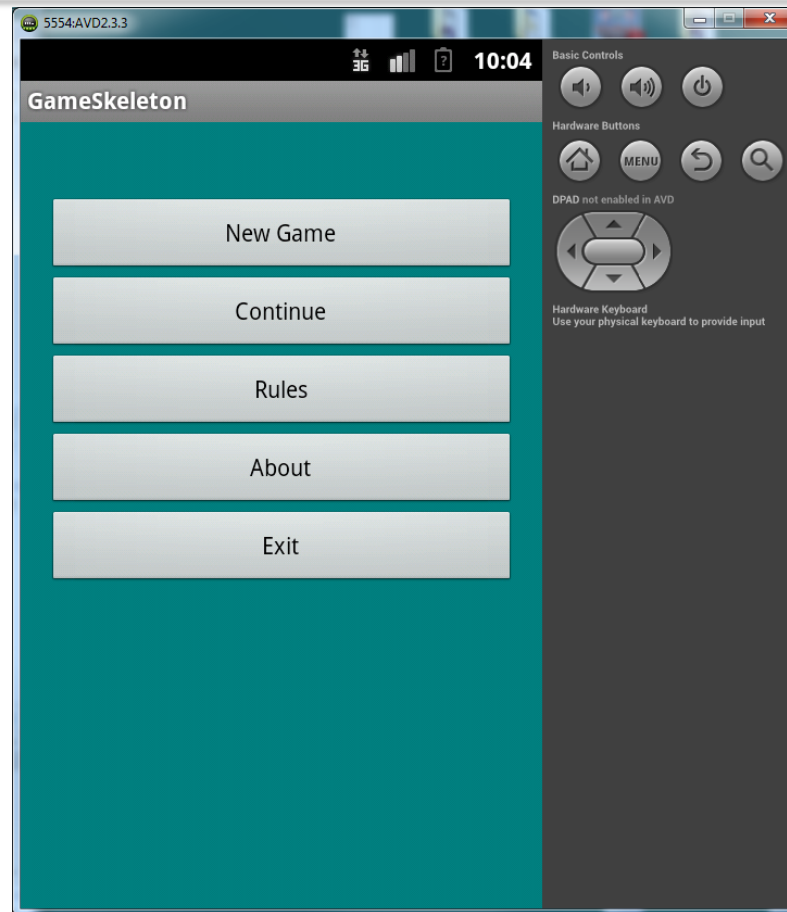 5554:AVD2.3.3
3G ? 10:04
GameSkeleton
New Game
Continue
Rules
About
Exit
Basic Controls
Hardware Buttons
MENU
DPAD not enabled in AVD
Hardware Keyboard
Use your physical keyboard to provide input